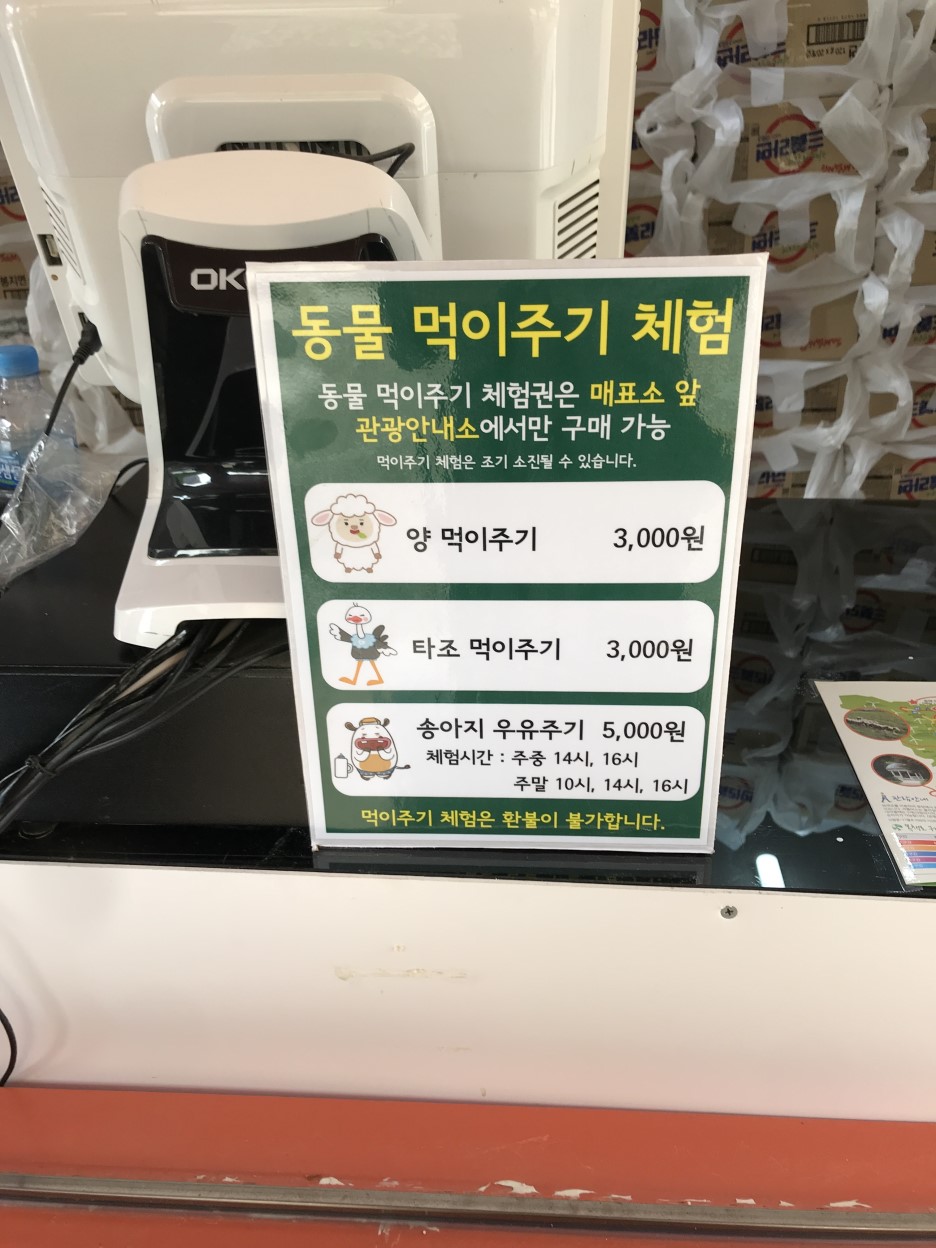 동물 먹이주기 체험
동물 먹이주기 체험권은 매표소 앞
관광안내소에서만 구매 가능
먹이주기 체험은 조기 소진될 수 있습니다.
양 먹이주기 3,000원
타조 먹이주기 3,000원
송아지 우유주기 5,000원
체험시간 : 주중 14시, 16시
주말 10시, 14시, 16시
먹이주기 체험은 환불이 불가합니다.